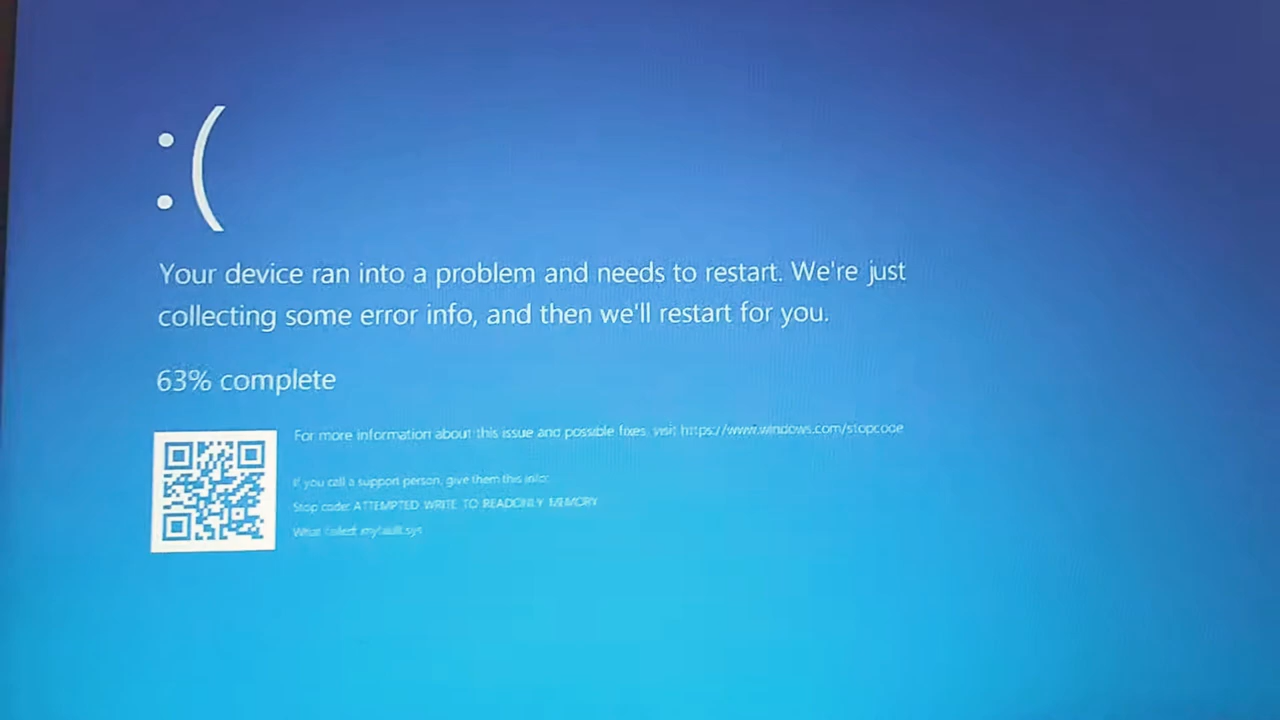 :(
Your device ran into a problem and needs to restart. We're just
collecting some error info, and then we'll restart for you.
63% complete
For more information about this issue and possible fixes, visit https://www.windows.com/stopcode
If you call a support person, give them this info:
Stop code: ATTEMPTED WRITE TO READONLY MEMORY
What failed: